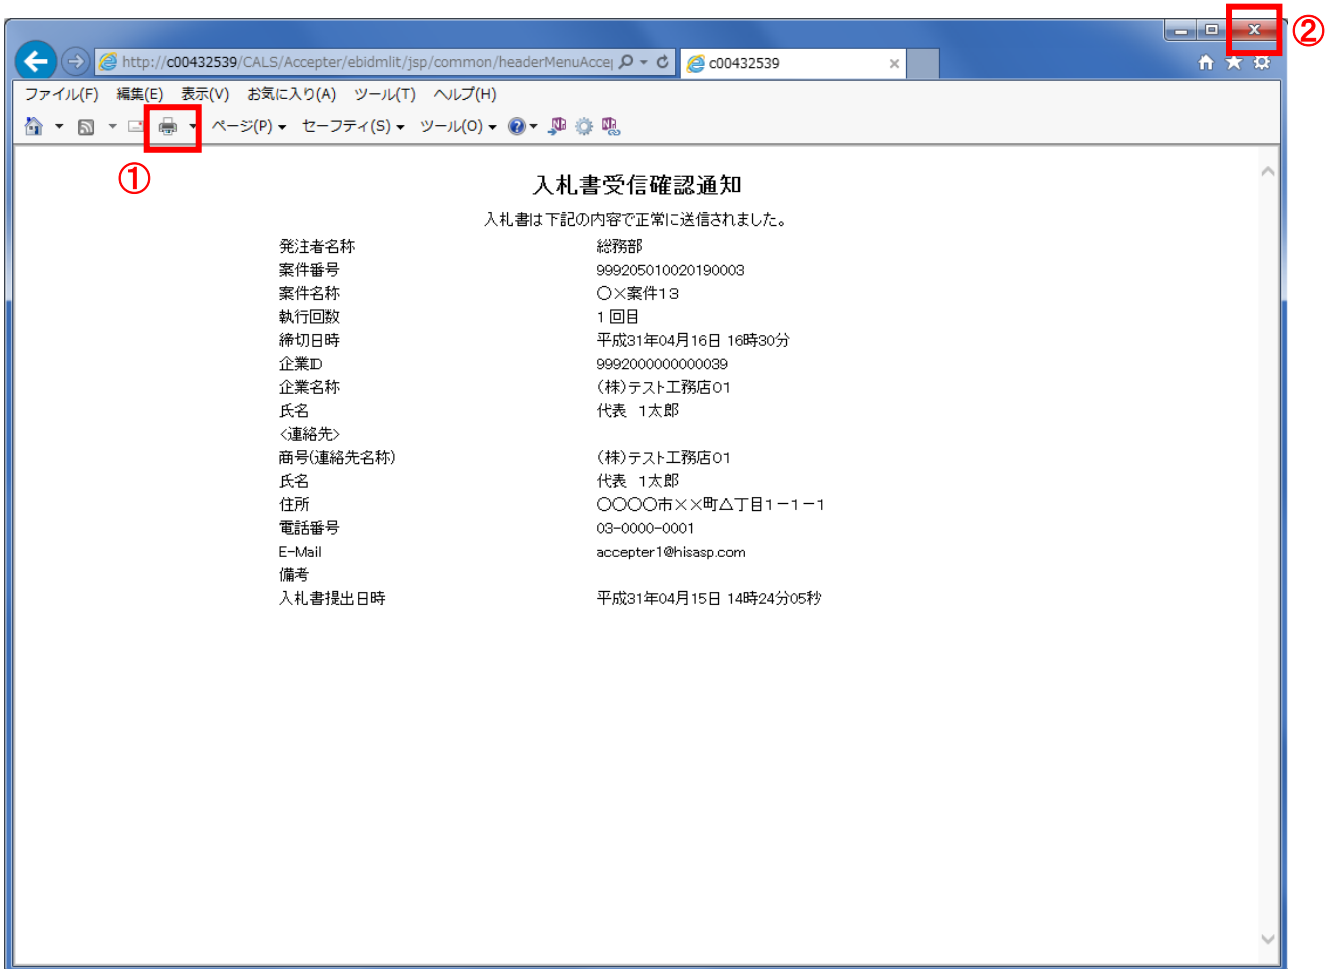 ②
http://c00432539/CALS/Accepter/ebidmlit/jsp/common/headerMenuAccej
c00432539
ファイル(F) 編集(E) 表示(V) お気に入り(A) ツール(T) ヘルプ(H)
ページ(P) セーフティ(S) ツール(O)
①
入札書受信確認通知
入札書は下記の内容で正常に送信されました。
発注者名称 総務部
案件番号 999205010020190003
案件名称 ○×案件13
執行回数 1回目
締切日時 平成31年04月16日 16時30分
企業ID 9992000000000039
企業名称 (株)テスト工務店01
氏名 代表 1太郎
<連絡先>
商号(連絡先名称) (株)テスト工務店01
氏名 代表 1太郎
住所 ○○○○市××町△丁目1-1-1
電話番号 03-0000-0001
E-Mail accepter1@hisasp.com
備考
入札書提出日時 平成31年04月15日 14時24分05秒